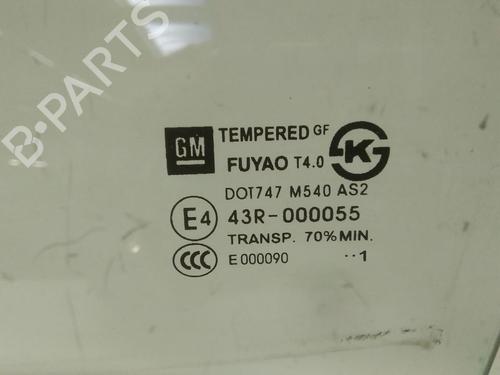 B-PARTS
GM TEMPERED GF
FUYAO T4.0
K S
DOT747 M540 AS2
E4 43R-000055
TRANSP. 70% MIN.
CCC E000090 ··1